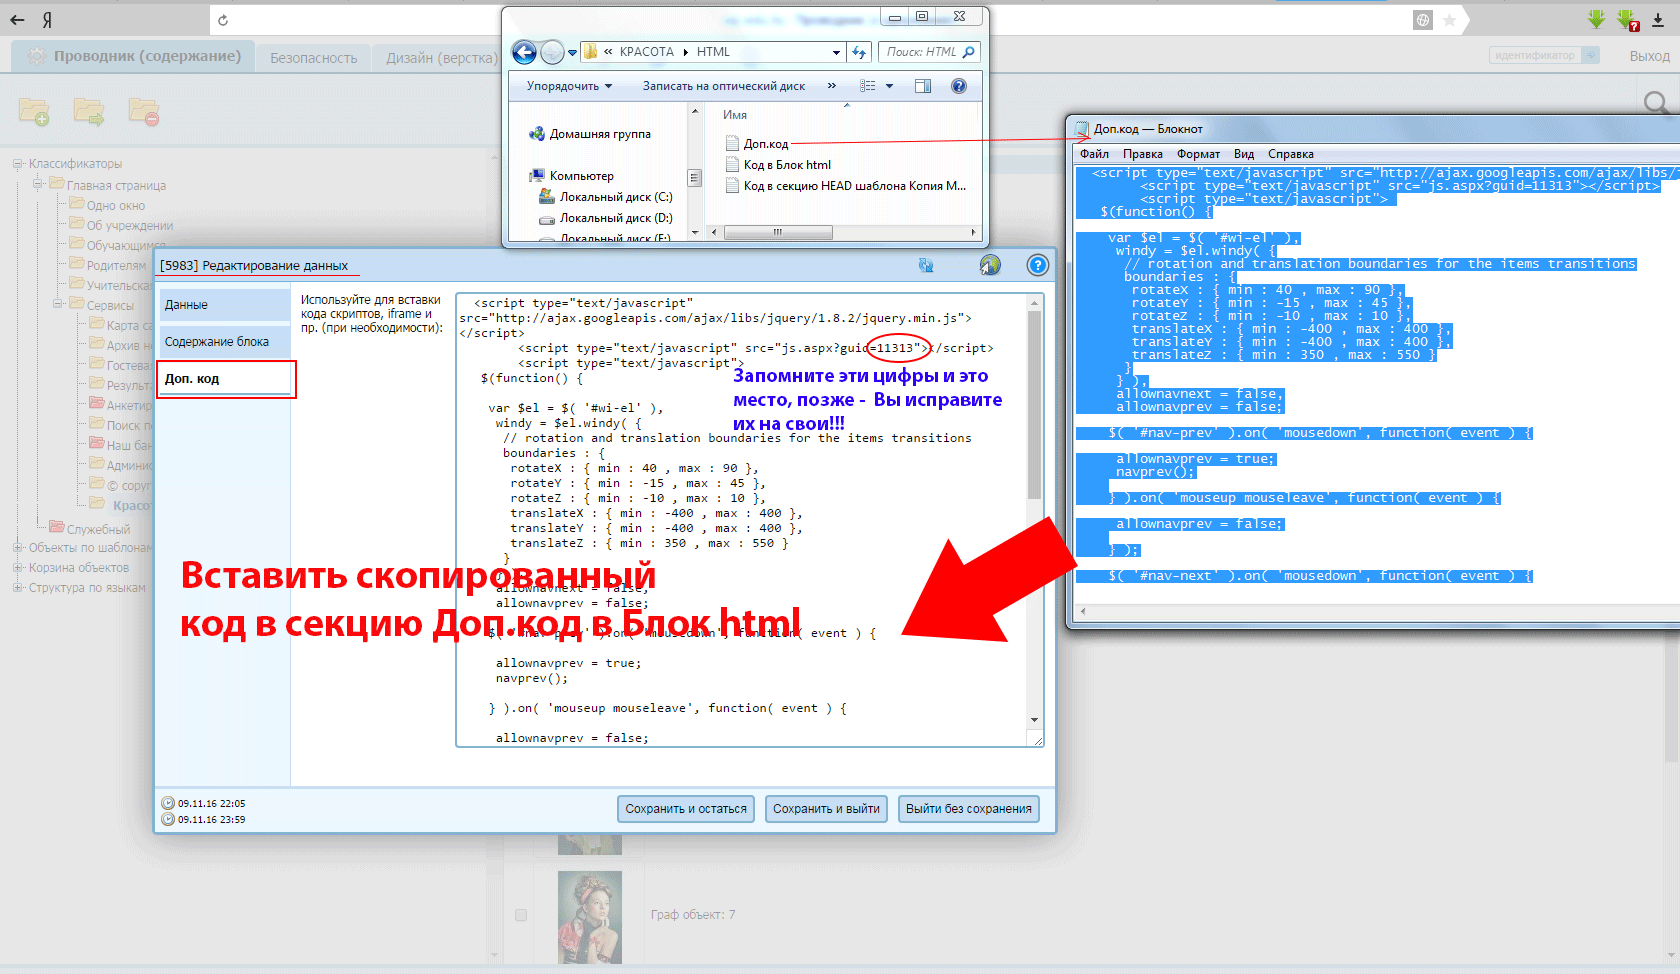 Я
Проводник (содержание)
Безопасность
Дизайн (верстка)
идентификатор
Выход
« КРАСОТА ▸ HTML
Поиск: HTML
Упорядочить
Записать на оптический диск
»
Имя
Домашняя группа
Компьютер
Локальный диск (C:)
Локальный диск (D:)
Локальный диск (E:)
Доп.код
Код в Блок html
Код в секцию HEAD шаблона Копия М...
Классификаторы
Главная страница
Одно окно
Об учреждении
Обучающимся
Родителям
Учительская
Сервисы
Карта са
Архив н
Гостева
Результа
Анкетир
Поиск п
Наш бан
Админис
© copyr
Красот
Служебный
Объекты по шаблонам
Корзина объектов
Структура по языкам
[5983] Редактирование данных
Данные
Содержание блока
Доп. код
Используйте для вставки
кода скриптов, iframe и
пр. (при необходимости):
<script type="text/javascript"
src="http://ajax.googleapis.com/ajax/libs/jquery/1.8.2/jquery.min.js">
</script>
<script type="text/javascript" src="js.aspx?guid=11313"></script>
<script type="text/javascript">
$(function() {
var $el = $( '#wi-el' ),
windy = $el.windy( {
// rotation and translation boundaries for the items transitions
boundaries : {
rotateX : { min : 40 , max : 90 },
rotateY : { min : -15 , max : 45 },
rotateZ : { min : -10 , max : 10 },
translateX : { min : -400 , max : 400 },
translateY : { min : -400 , max : 400 },
translateZ : { min : 350 , max : 550 }
}
} ),
allownavnext = false,
allownavprev = false;
$( '#nav-prev' ).on( 'mousedown', function( event ) {
allownavprev = true;
navprev();
} ).on( 'mouseup mouseleave', function( event ) {
allownavprev = false;
Запомните эти цифры и это
место, позже - Вы исправите
их на свои!!!
Вставить скопированный
код в секцию Доп.код в Блок html
09.11.16 22:05
09.11.16 23:59
Сохранить и остаться
Сохранить и выйти
Выйти без сохранения
Граф объект: 7
Доп.код — Блокнот
Файл Правка Формат Вид Справка
<script type="text/javascript" src="http://ajax.googleapis.com/ajax/libs/
<script type="text/javascript" src="js.aspx?guid=11313"></script>
<script type="text/javascript">
$(function() {
var $el = $( '#wi-el' ),
windy = $el.windy( {
// rotation and translation boundaries for the items transitions
boundaries : {
rotateX : { min : 40 , max : 90 },
rotateY : { min : -15 , max : 45 },
rotateZ : { min : -10 , max : 10 },
translateX : { min : -400 , max : 400 },
translateY : { min : -400 , max : 400 },
translateZ : { min : 350 , max : 550 }
}
} ),
allownavnext = false,
allownavprev = false;
$( '#nav-prev' ).on( 'mousedown', function( event ) {
allownavprev = true;
navprev();
} ).on( 'mouseup mouseleave', function( event ) {
allownavprev = false;
} );
$( '#nav-next' ).on( 'mousedown', function( event ) {